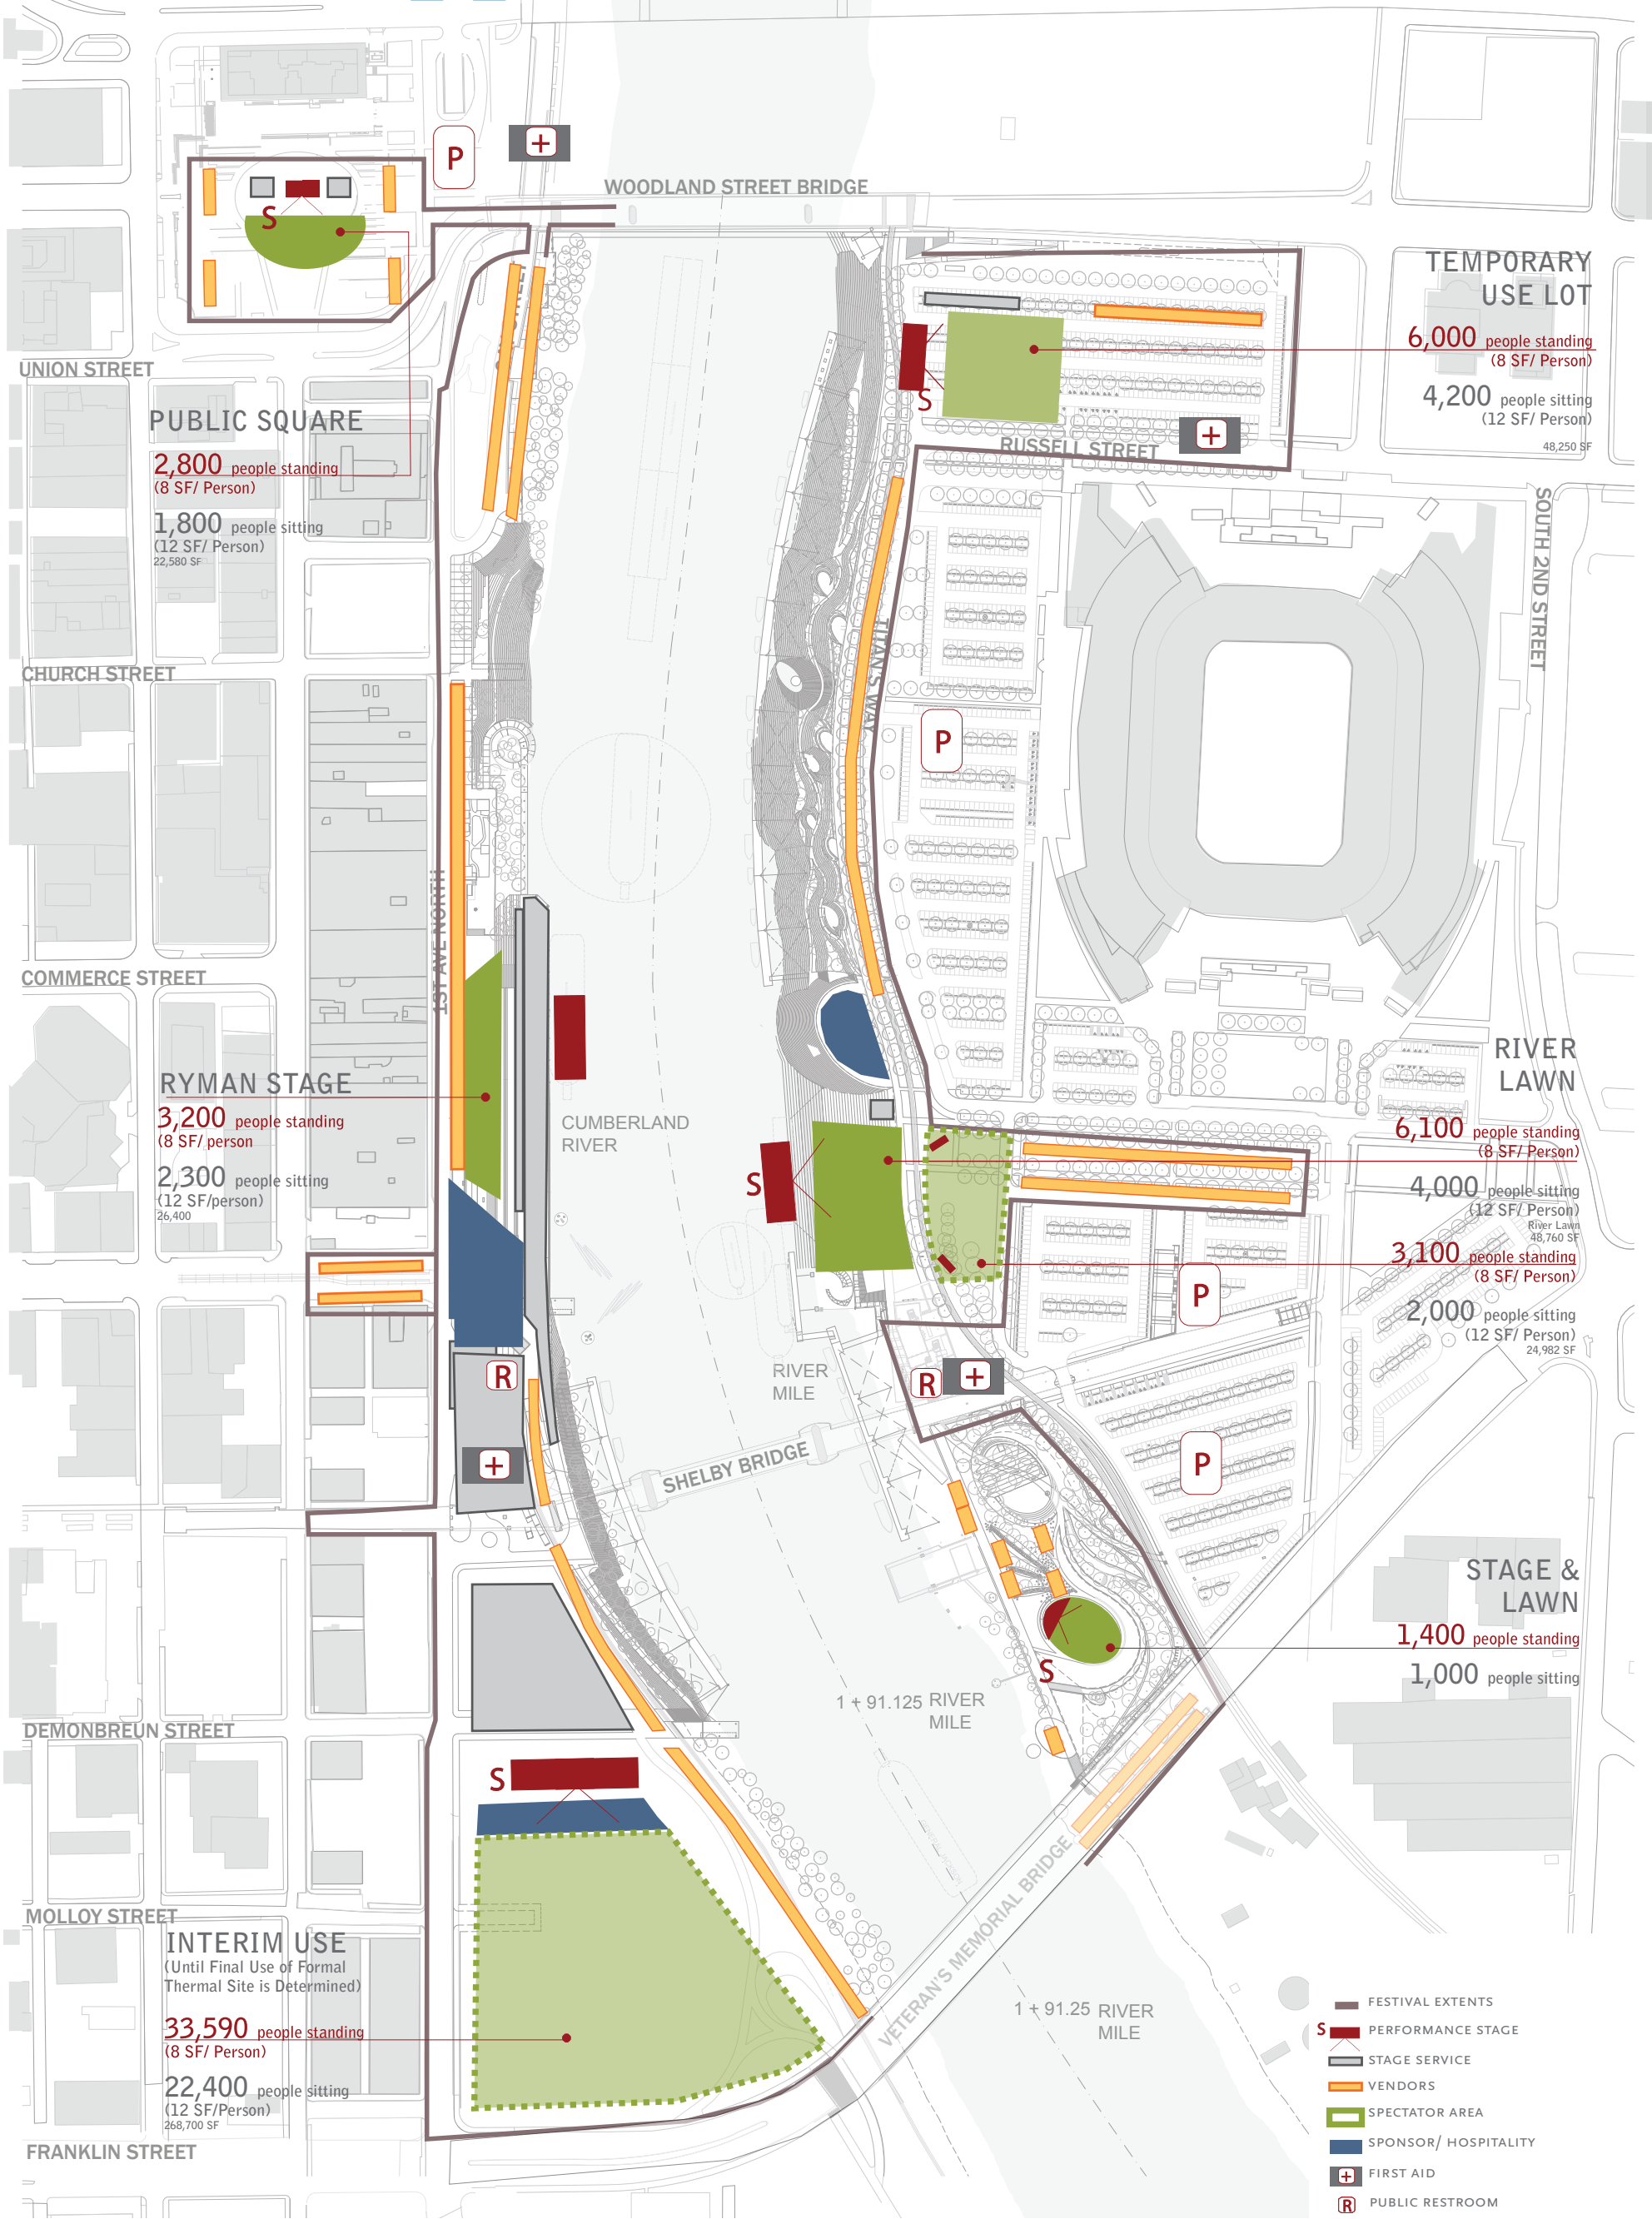 P
WOODLAND STREET BRIDGE
S
TEMPORARY
USE LOT
6,000 people standing
(8 SF/ Person)
4,200 people sitting
(12 SF/ Person)
48,250 SF
S
RUSSELL STREET
UNION STREET
PUBLIC SQUARE
2,800 people standing
(8 SF/ Person)
1,800 people sitting
(12 SF/ Person)
22,580 SF
SOUTH 2ND STREET
TITAN'S WAY
CHURCH STREET
P
1ST AVE NORTH
COMMERCE STREET
RYMAN STAGE
3,200 people standing
(8 SF/ person
2,300 people sitting
(12 SF/person)
26,400
CUMBERLAND
RIVER
S
RIVER
LAWN
6,100 people standing
(8 SF/ Person)
4,000 people sitting
(12 SF/ Person)
River Lawn
48,760 SF
3,100 people standing
(8 SF/ Person)
2,000 people sitting
(12 SF/ Person)
24,982 SF
P
R
RIVER
MILE
R
SHELBY BRIDGE
P
STAGE &
LAWN
1,400 people standing
1,000 people sitting
S
1 + 91.125 RIVER
MILE
DEMONBREUN STREET
S
VETERAN'S MEMORIAL BRIDGE
MOLLOY STREET
INTERIM USE
(Until Final Use of Formal
Thermal Site is Determined)
33,590 people standing
(8 SF/ Person)
22,400 people sitting
(12 SF/Person)
268,700 SF
1 + 91.25 RIVER
MILE
FRANKLIN STREET
FESTIVAL EXTENTS
S PERFORMANCE STAGE
STAGE SERVICE
VENDORS
SPECTATOR AREA
SPONSOR/ HOSPITALITY
FIRST AID
R PUBLIC RESTROOM